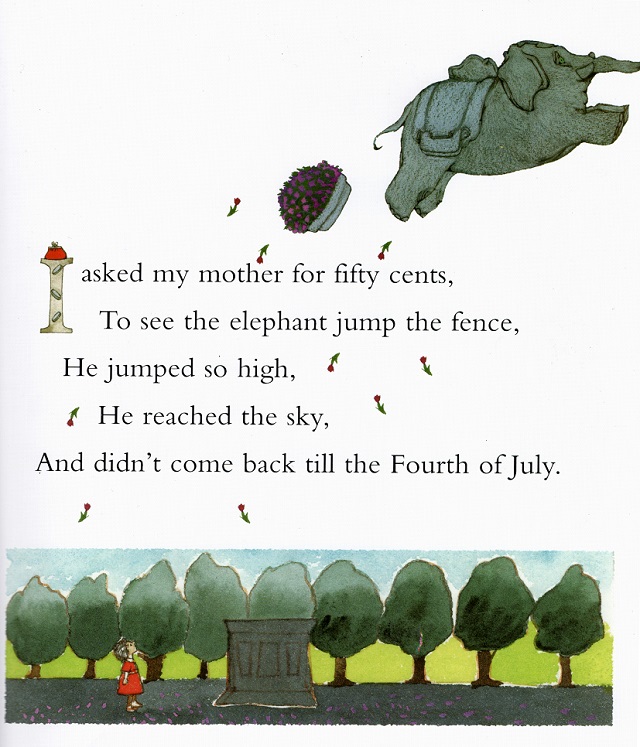 I asked my mother for fifty cents,
To see the elephant jump the fence,
He jumped so high,
He reached the sky,
And didn't come back till the Fourth of July.